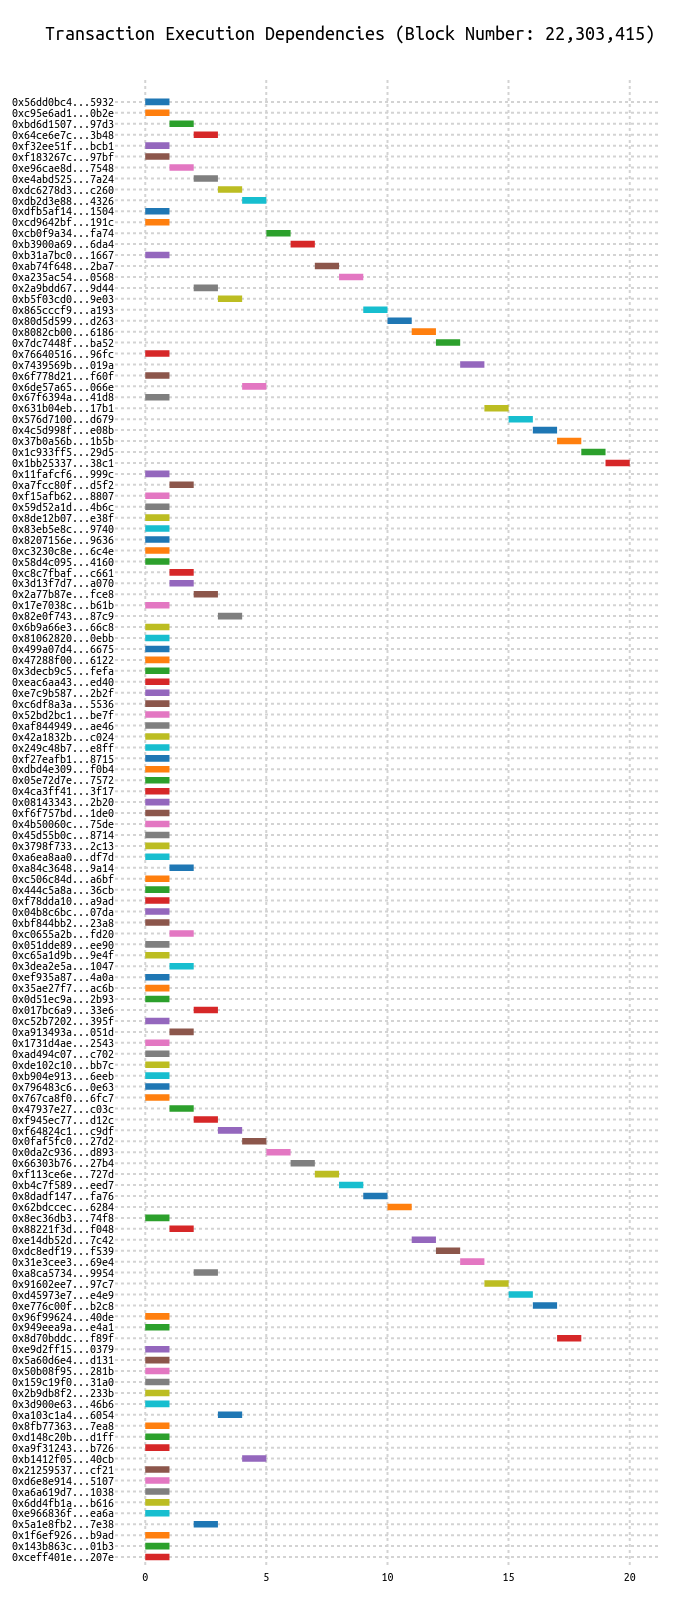 Transaction Execution Dependencies (Block Number: 22,303,415)
0x56dd0bc4...5932
0xc95e6ad1...0b2e
0xbd6d1507...97d3
0x64ce6e7c...3b48
0xf32ee51f...bcb1
0xf183267c...97bf
0xe96cae8d...7548
0xe4abd525...7a24
0xdc6278d3...c260
0xdb2d3e88...4326
0xdfb5af14...1504
0xcd9642bf...191c
0xcb0f9a34...fa74
0xb3900a69...6da4
0xb31a7bc0...1667
0xab74f648...2ba7
0xa235ac54...0568
0x2a9bdd67...9d44
0xb5f03cd0...9e03
0x865cccf9...a193
0x80d5d599...d263
0x8082cb00...6186
0x7dc7448f...ba52
0x76640516...96fc
0x7439569b...019a
0x6f778d21...f60f
0x6de57a65...066e
0x67f6394a...41d8
0x631b04eb...17b1
0x576d7100...d679
0x4c5d998f...e08b
0x37b0a56b...1b5b
0x1c933ff5...29d5
0x1bb25337...38c1
0x11fafcf6...999c
0xa7fcc80f...d5f2
0xf15afb62...8807
0x59d52a1d...4b6c
0x8de12b07...e38f
0x83eb5e8c...9740
0x8207156e...9636
0xc3230c8e...6c4e
0x58d4c095...4160
0xc8c7fbaf...c661
0x3d13f7d7...a070
0x2a77b87e...fce8
0x17e7038c...b61b
0x82e0f743...87c9
0x6b9a66e3...66c8
0x81062820...0ebb
0x499a07d4...6675
0x47288f00...6122
0x3decb9c5...fefa
0xeac6aa43...ed40
0xe7c9b587...2b2f
0xc6df8a3a...5536
0x52bd2bc1...be7f
0xaf844949...ae46
0x42a1832b...c024
0x249c48b7...e8ff
0xf27eafb1...8715
0xdbd4e309...f0b4
0x05e72d7e...7572
0x4ca3ff41...3f17
0x08143343...2b20
0xf6f757bd...1de0
0x4b50060c...75de
0x45d55b0c...8714
0x3798f733...2c13
0xa6ea8aa0...df7d
0xa84c3648...9a14
0xc506c84d...a6bf
0x444c5a8a...36cb
0xf78dda10...a9ad
0x04b8c6bc...07da
0xbf844bb2...23a8
0xc0655a2b...fd20
0x051dde89...ee90
0xc65a1d9b...9e4f
0x3dea2e5a...1047
0xef935a87...4a0a
0x35ae27f7...ac6b
0x0d51ec9a...2b93
0x017bc6a9...33e6
0xc52b7202...395f
0xa913493a...051d
0x1731d4ae...2543
0xad494c07...c702
0xde102c10...bb7c
0xb904e913...6eeb
0x796483c6...0e63
0x767ca8f0...6fc7
0x47937e27...c03c
0xf945ec77...d12c
0xf64824c1...c9df
0x0faf5fc0...27d2
0x0da2c936...d893
0x66303b76...27b4
0xf113ce6e...727d
0xb4c7f589...eed7
0x8dadf147...fa76
0x62bdccec...6284
0x8ec36db3...74f8
0x88221f3d...f048
0xe14db52d...7c42
0xdc8edf19...f539
0x31e3cee3...69e4
0xa8ca5734...9954
0x91602ee7...97c7
0xd45973e7...e4e9
0xe776c00f...b2c8
0x96f99624...40de
0x949eea9a...e4a1
0x8d70bddc...f89f
0xe9d2ff15...0379
0x5a60d6e4...d131
0x50b08f95...281b
0x159c19f0...31a0
0x2b9db8f2...233b
0x3d900e63...46b6
0xa103c1a4...6054
0x8fb77363...7ea8
0xd148c20b...d1ff
0xa9f31243...b726
0xb1412f05...40cb
0x21259537...cf21
0xd6e8e914...5107
0xa6a619d7...1038
0x6dd4fb1a...b616
0xe966836f...ea6a
0x5a1e8fb2...7e38
0x1f6ef926...b9ad
0x143b863c...01b3
0xceff401e...207e
0 5 10 15 20